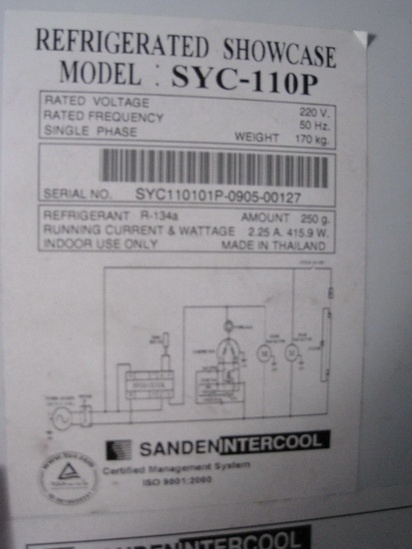 REFRIGERATED SHOWCASE
MODEL : SYC-110P
RATED VOLTAGE 220 V.
RATED FREQUENCY 50 Hz.
SINGLE PHASE WEIGHT 170 kg.
SERIAL NO. SYC110101P-0905-00127
REFRIGERANT R-134a AMOUNT 250 g.
RUNNING CURRENT & WATTAGE 2.25 A. 415.9 W.
INDOOR USE ONLY MADE IN THAILAND
SANDENINTERCOOL
Certified Management System
ISO 9001:2000
SANDENINTERCOOL